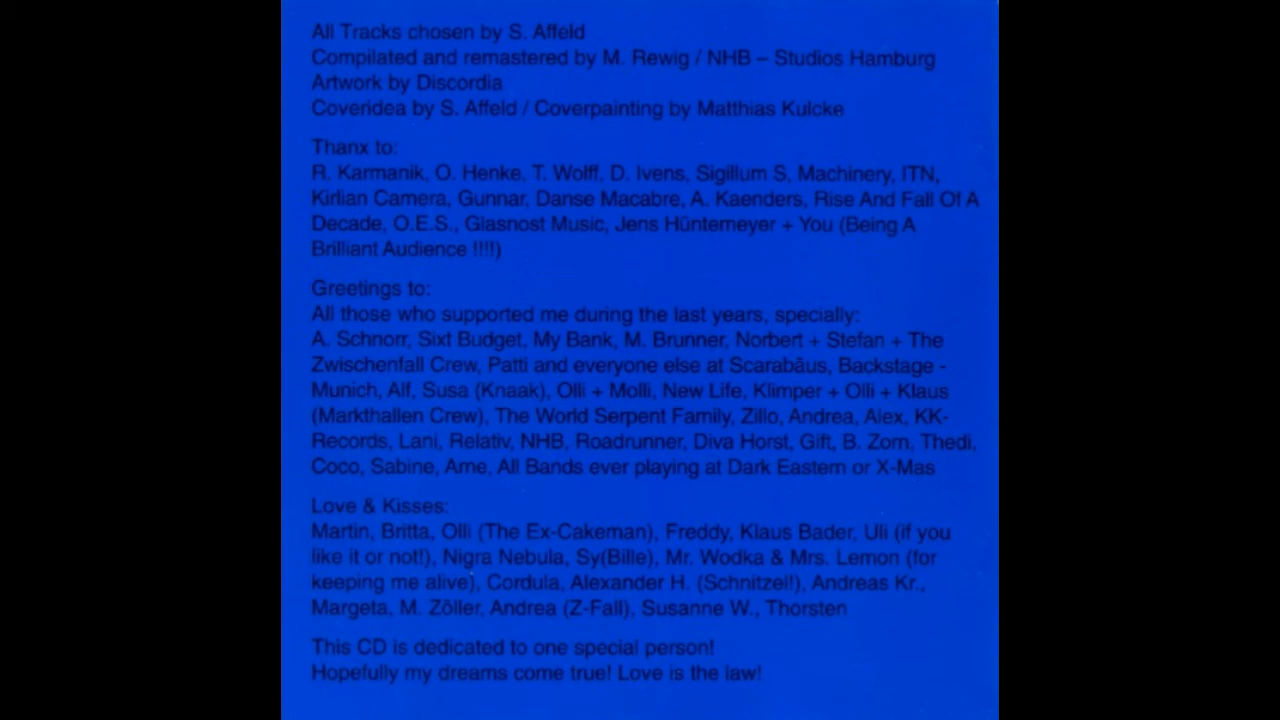 All Tracks chosen by S. Affeld
Compilated and remastered by M. Rewig / NHB – Studios Hamburg
Artwork by Discordia
Coveridea by S. Affeld / Coverpainting by Matthias Kulcke
Thanx to:
R. Karmanik, O. Henke, T. Wolff, D. Ivens, Sigillum S, Machinery, ITN,
Kirlian Camera, Gunnar, Danse Macabre, A. Kaenders, Rise And Fall Of A
Decade, O.E.S., Glasnost Music, Jens Hüntemeyer + You (Being A
Brilliant Audience !!!!)
Greetings to:
All those who supported me during the last years, specially:
A. Schnorr, Sixt Budget, My Bank, M. Brunner, Norbert + Stefan + The
Zwischenfall Crew, Patti and everyone else at Scarabäus, Backstage -
Munich, Alf, Susa (Knaak), Olli + Molli, New Life, Klimper + Olli + Klaus
(Markthallen Crew), The World Serpent Family, Zillo, Andrea, Alex, KK-
Records, Lani, Relativ, NHB, Roadrunner, Diva Horst, Gift, B. Zorn, Thedi,
Coco, Sabine, Arne, All Bands ever playing at Dark Eastern or X-Mas
Love & Kisses:
Martin, Britta, Olli (The Ex-Cakeman), Freddy, Klaus Bader, Uli (if you
like it or not!), Nigra Nebula, Sy(Bille), Mr. Wodka & Mrs. Lemon (for
keeping me alive), Cordula, Alexander H. (Schnitzel!), Andreas Kr.,
Margeta, M. Zöller, Andrea (Z-Fall), Susanne W., Thorsten
This CD is dedicated to one special person!
Hopefully my dreams come true! Love is the law!